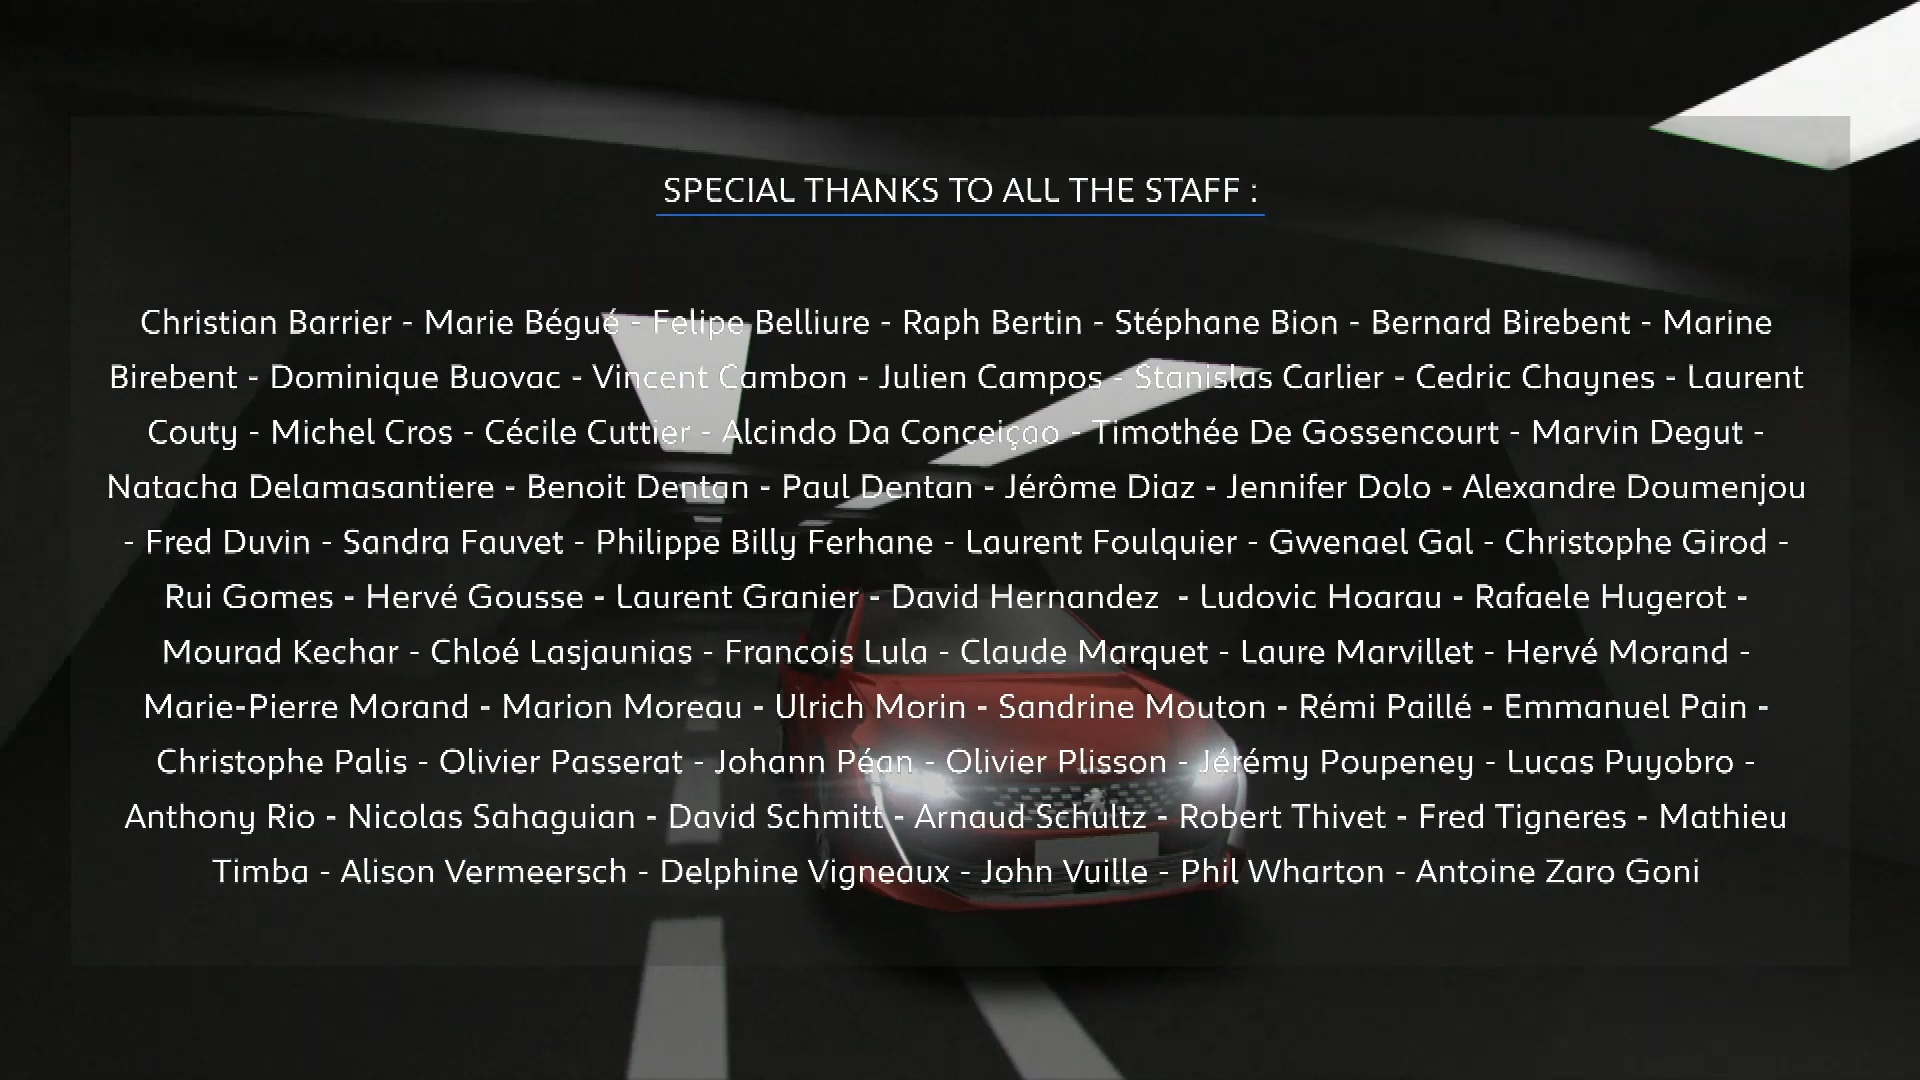 SPECIAL THANKS TO ALL THE STAFF :
Christian Barrier - Marie Bégué - Felipe Belliure - Raph Bertin - Stéphane Bion - Bernard Birebent - Marine
Birebent - Dominique Buovac - Vincent Cambon - Julien Campos - Stanislas Carlier - Cedric Chaynes - Laurent
Couty - Michel Cros - Cécile Cuttier - Alcindo Da Conceiçao - Timothée De Gossencourt - Marvin Degut -
Natacha Delamasantiere - Benoit Dentan - Paul Dentan - Jérôme Diaz - Jennifer Dolo - Alexandre Doumenjou
- Fred Duvin - Sandra Fauvet - Philippe Billy Ferhane - Laurent Foulquier - Gwenael Gal - Christophe Girod -
Rui Gomes - Hervé Gousse - Laurent Granier - David Hernandez  - Ludovic Hoarau - Rafaele Hugerot -
Mourad Kechar - Chloé Lasjaunias - Francois Lula - Claude Marquet - Laure Marvillet - Hervé Morand -
Marie-Pierre Morand - Marion Moreau - Ulrich Morin - Sandrine Mouton - Rémi Paillé - Emmanuel Pain -
Christophe Palis - Olivier Passerat - Johann Péan - Olivier Plisson - Jérémy Poupeney - Lucas Puyobro -
Anthony Rio - Nicolas Sahaguian - David Schmitt - Arnaud Schultz - Robert Thivet - Fred Tigneres - Mathieu
Timba - Alison Vermeersch - Delphine Vigneaux - John Vuille - Phil Wharton - Antoine Zaro Goni